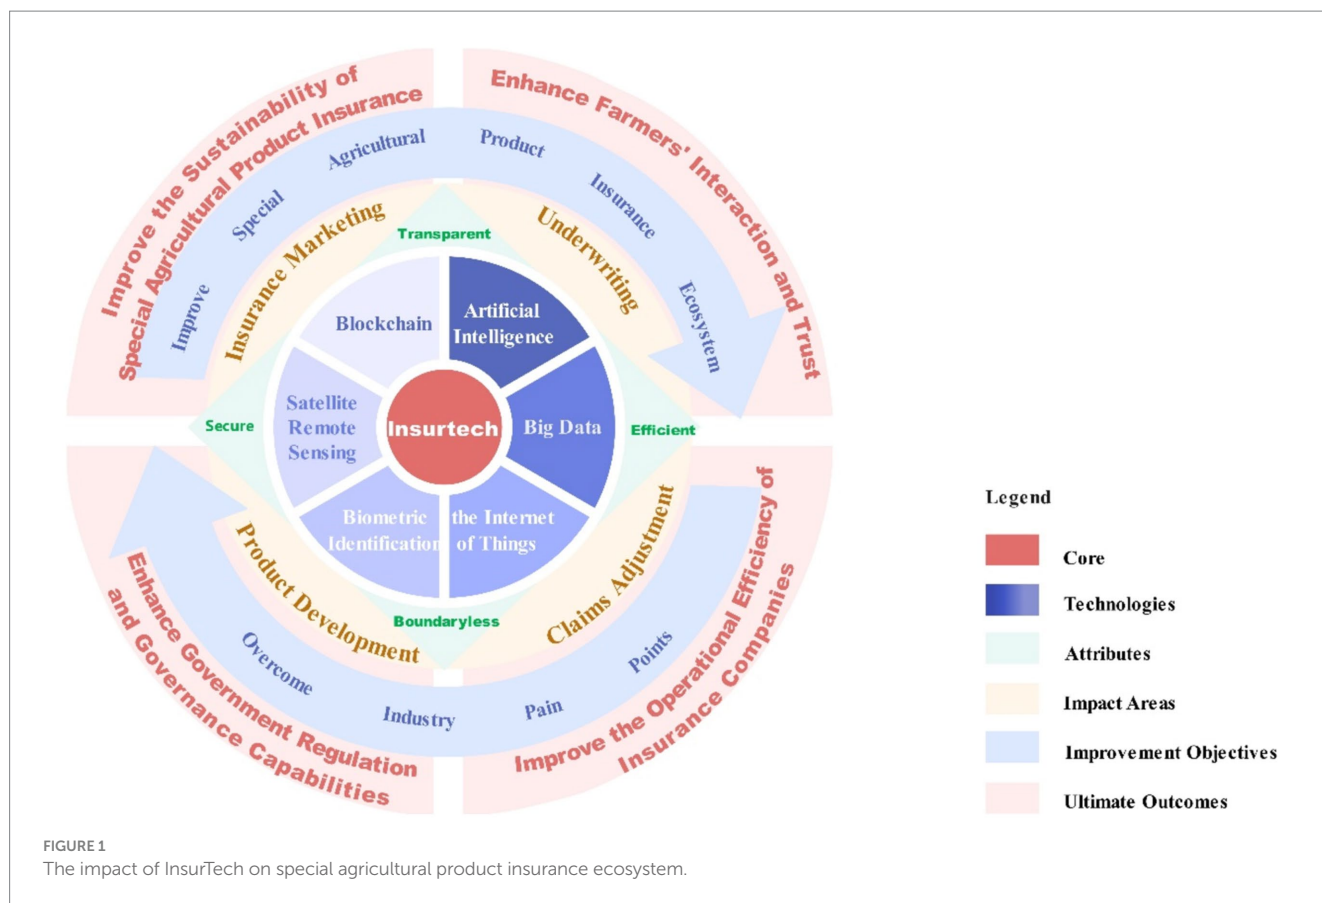 Improve the Sustainability of
Special Agricultural Product Insurance
Enhance Farmers' Interaction and Trust
Improve Special Agricultural Product Insurance Ecosystem
Insurance Marketing
Underwriting
Transparent
Blockchain
Artificial
Intelligence
Satellite
Remote
Sensing
Insurtech
Big Data
Secure
Efficient
Biometric
Identification
the Internet
of Things
Boundaryless
Product Development
Claims Adjustment
Overcome Industry Pain Points
Enhance Government Regulation
and Governance Capabilities
Improve the Operational Efficiency of
Insurance Companies
Legend
Core
Technologies
Attributes
Impact Areas
Improvement Objectives
Ultimate Outcomes
FIGURE 1
The impact of InsurTech on special agricultural product insurance ecosystem.